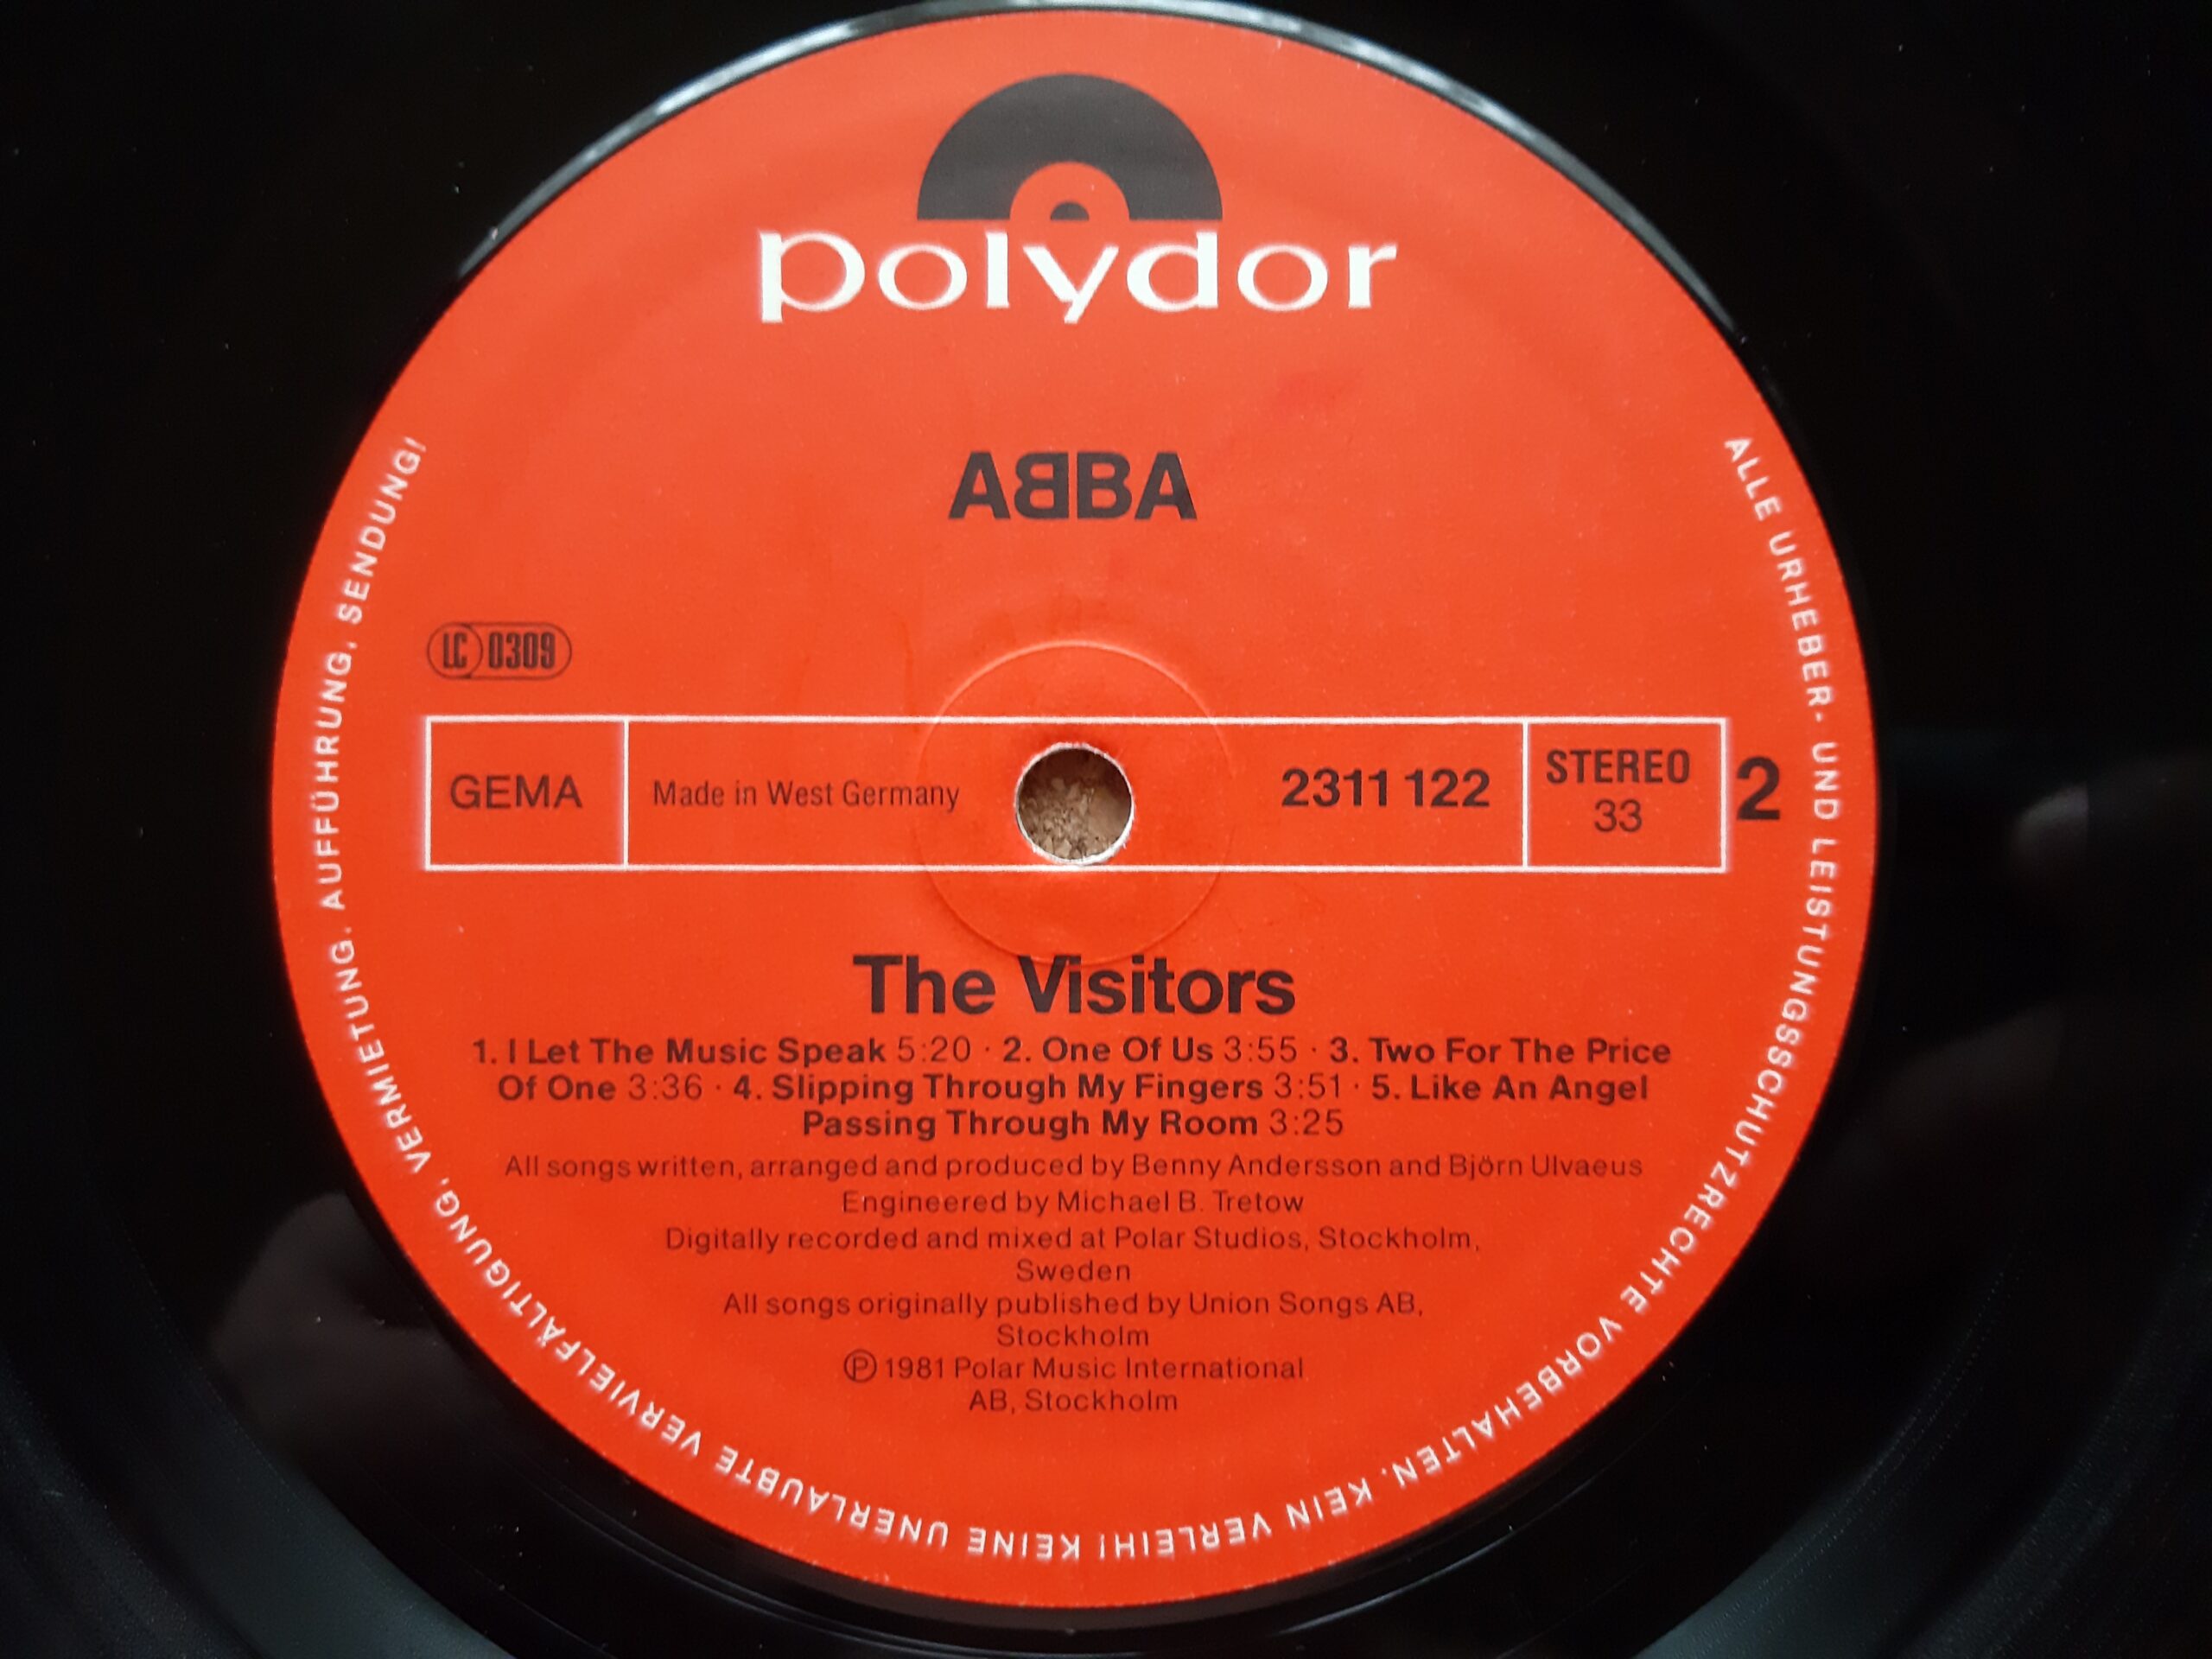 polydor
ABBA
LC 0309
GEMA
Made in West Germany
2311 122
STEREO
33
2
The Visitors
1. I Let The Music Speak 5:20 · 2. One Of Us 3:55 · 3. Two For The Price
Of One 3:36 · 4. Slipping Through My Fingers 3:51 · 5. Like An Angel
Passing Through My Room 3:25
All songs written, arranged and produced by Benny Andersson and Björn Ulvaeus
Engineered by Michael B. Tretow
Digitally recorded and mixed at Polar Studios, Stockholm,
Sweden
All songs originally published by Union Songs AB,
Stockholm
Ⓟ 1981 Polar Music International
AB, Stockholm
ALLE URHEBER- UND LEISTUNGSSCHUTZRECHTE VORBEHALTEN. KEIN VERLEIH! KEINE UNERLAUBTE VERVIELFÄLTIGUNG, VERMIETUNG, AUFFÜHRUNG, SENDUNG!